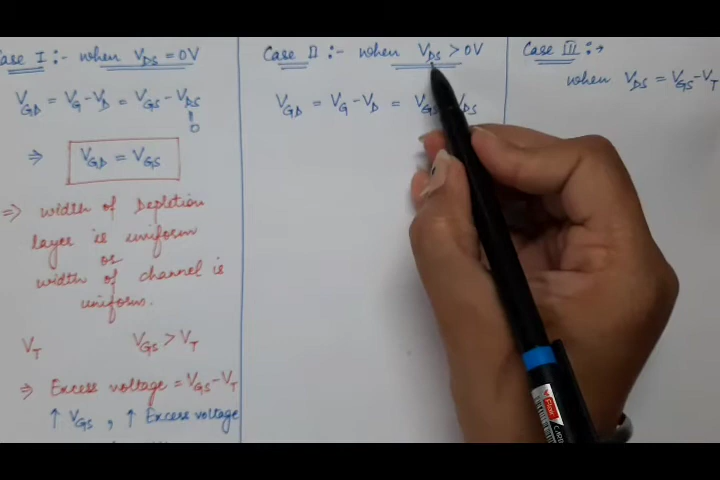 Case I :- when VDS = 0V
VGD = VG - VD = VGS - VDS
0
⇒ VGD = VGS
⇒ width of Depletion
layer is uniform
or
width of channel is
uniform.
VT VGS > VT
⇒ Excess voltage = VGS - VT
↑ VGS , ↑ Excess voltage
Case II :- when VDS > 0V
VGD = VG - VD = VGS - VDS
Case III :→
when VDS = VGS - VT
Flair